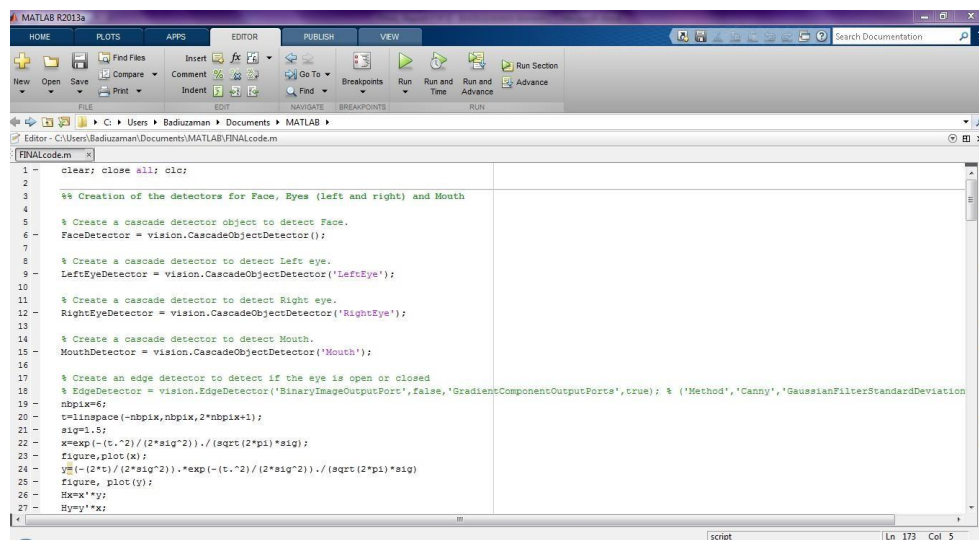 MATLAB R2013a
HOME PLOTS APPS EDITOR PUBLISH VIEW Search Documentation
Find Files Insert fx
New Open Save Compare Comment Go To Breakpoints Run Run and Time Run and Advance Run Section
Print Indent Find Advance
FILE EDIT NAVIGATE BREAKPOINTS RUN
C: Users Badiuzaman Documents MATLAB
Editor - C:\Users\Badiuzaman\Documents\MATLAB\FINALcode.m
FINALcode.m
1 clear; close all; clc;
2
3 %% Creation of the detectors for Face, Eyes (left and right) and Mouth
4
5 % Create a cascade detector object to detect Face.
6 FaceDetector = vision.CascadeObjectDetector();
7
8 % Create a cascade detector to detect Left eye.
9 LeftEyeDetector = vision.CascadeObjectDetector('LeftEye');
10
11 % Create a cascade detector to detect Right eye.
12 RightEyeDetector = vision.CascadeObjectDetector('RightEye');
13
14 % Create a cascade detector to detect Mouth.
15 MouthDetector = vision.CascadeObjectDetector('Mouth');
16
17 % Create an edge detector to detect if the eye is open or closed
18 % EdgeDetector = vision.EdgeDetector('BinaryImageOutputPort',false,'GradientComponentOutputPorts',true); % ('Method','Canny','GaussianFilterStandardDeviation
19 nbpix=6;
20 t=linspace(-nbpix,nbpix,2*nbpix+1);
21 sig=1.5;
22 x=exp(-(t.^2)/(2*sig^2))./(sqrt(2*pi)*sig);
23 figure,plot(x);
24 y=(-(2*t)/(2*sig^2)).*exp(-(t.^2)/(2*sig^2))./(sqrt(2*pi)*sig)
25 figure, plot(y);
26 Hx=x'*y;
27 Hy=y'*x;
script Ln 173 Col 5